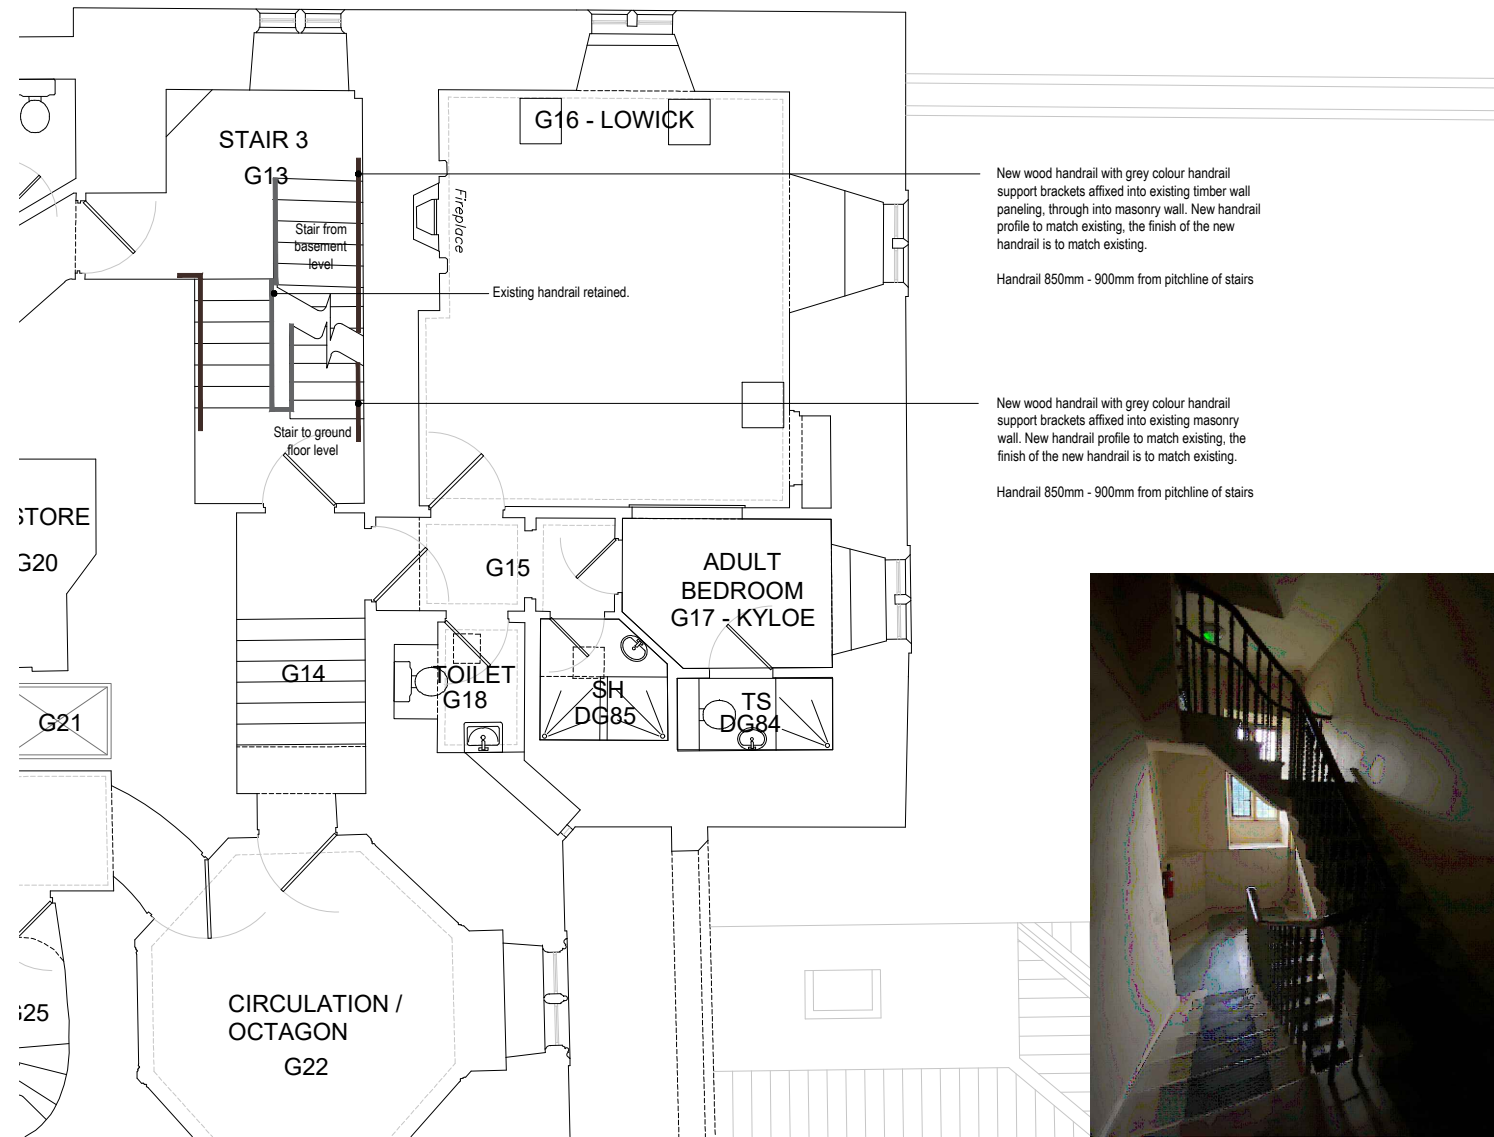 G16 - LOWICK
STAIR 3
G13
Fireplace
Stair from
basement
level
Existing handrail retained.
Stair to ground
floor level
New wood handrail with grey colour handrail
support brackets affixed into existing timber wall
paneling, through into masonry wall. New handrail
profile to match existing, the finish of the new
handrail is to match existing.
Handrail 850mm - 900mm from pitchline of stairs
New wood handrail with grey colour handrail
support brackets affixed into existing masonry
wall. New handrail profile to match existing, the
finish of the new handrail is to match existing.
Handrail 850mm - 900mm from pitchline of stairs
STORE
G20
G15
ADULT
BEDROOM
G17 - KYLOE
G14
TOILET
G18
SH
DG85
TS
DG84
G21
CIRCULATION /
OCTAGON
G22
G25